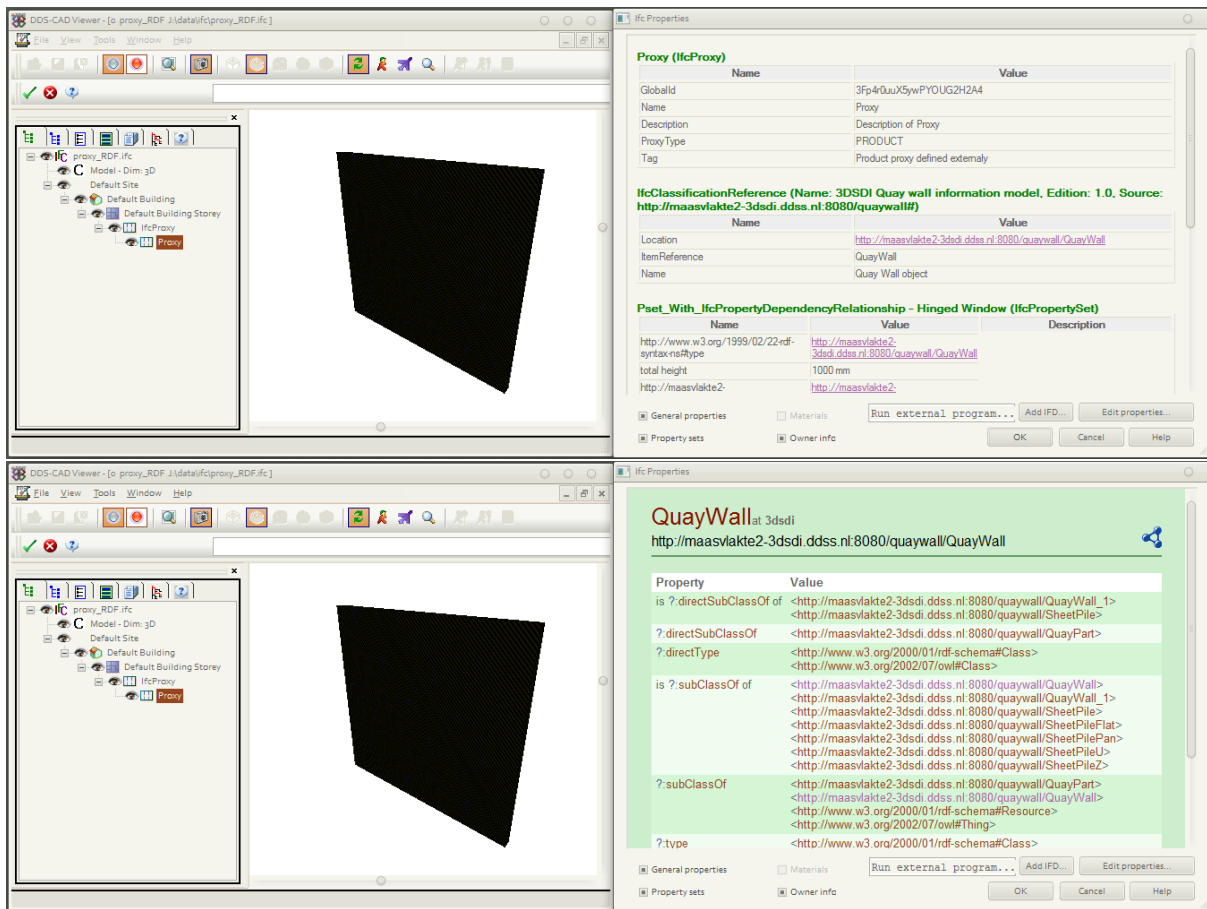 DDS-CAD Viewer - [o proxy_RDF J:\data\ifc\proxy_RDF.ifc ]
File View Tools Window Help
proxy_RDF.ifc
Model - Dim: 3D
Default Site
Default Building
Default Building Storey
IfcProxy
Proxy
Ifc Properties
Proxy (IfcProxy)
Name Value
GlobalId 3Fp4r0uuX5ywPYOUG2H2A4
Name Proxy
Description Description of Proxy
ProxyType PRODUCT
Tag Product proxy defined externaly
IfcClassificationReference (Name: 3DSDI Quay wall information model, Edition: 1.0, Source:
http://maasvlakte2-3dsdi.ddss.nl:8080/quaywall#)
Name Value
Location http://maasvlakte2-3dsdi.ddss.nl:8080/quaywall/QuayWall
ItemReference QuayWall
Name Quay Wall object
Pset_With_IfcPropertyDependencyRelationship - Hinged Window (IfcPropertySet)
Name Value Description
http://www.w3.org/1999/02/22-rdf- http://maasvlakte2-
syntax-ns#type 3dsdi.ddss.nl:8080/quaywall/QuayWall
total height 1000 mm
http://maasvlakte2- http://maasvlakte2-
General properties Materials Run external program... Add IFD... Edit properties...
Property sets Owner info OK Cancel Help
DDS-CAD Viewer - [o proxy_RDF J:\data\ifc\proxy_RDF.ifc ]
File View Tools Window Help
proxy_RDF.ifc
Model - Dim: 3D
Default Site
Default Building
Default Building Storey
IfcProxy
Proxy
Ifc Properties
QuayWall at 3dsdi
http://maasvlakte2-3dsdi.ddss.nl:8080/quaywall/QuayWall
Property Value
is ?:directSubClassOf of <http://maasvlakte2-3dsdi.ddss.nl:8080/quaywall/QuayWall_1>
<http://maasvlakte2-3dsdi.ddss.nl:8080/quaywall/SheetPile>
?:directSubClassOf <http://maasvlakte2-3dsdi.ddss.nl:8080/quaywall/QuayPart>
?:directType <http://www.w3.org/2000/01/rdf-schema#Class>
<http://www.w3.org/2002/07/owl#Class>
is ?:subClassOf of <http://maasvlakte2-3dsdi.ddss.nl:8080/quaywall/QuayWall>
<http://maasvlakte2-3dsdi.ddss.nl:8080/quaywall/QuayWall_1>
<http://maasvlakte2-3dsdi.ddss.nl:8080/quaywall/SheetPile>
<http://maasvlakte2-3dsdi.ddss.nl:8080/quaywall/SheetPileFlat>
<http://maasvlakte2-3dsdi.ddss.nl:8080/quaywall/SheetPilePan>
<http://maasvlakte2-3dsdi.ddss.nl:8080/quaywall/SheetPileU>
<http://maasvlakte2-3dsdi.ddss.nl:8080/quaywall/SheetPileZ>
?:subClassOf <http://maasvlakte2-3dsdi.ddss.nl:8080/quaywall/QuayPart>
<http://maasvlakte2-3dsdi.ddss.nl:8080/quaywall/QuayWall>
<http://www.w3.org/2000/01/rdf-schema#Resource>
<http://www.w3.org/2002/07/owl#Thing>
?:type <http://www.w3.org/2000/01/rdf-schema#Class>
General properties Materials Run external program... Add IFD... Edit properties...
Property sets Owner info OK Cancel Help